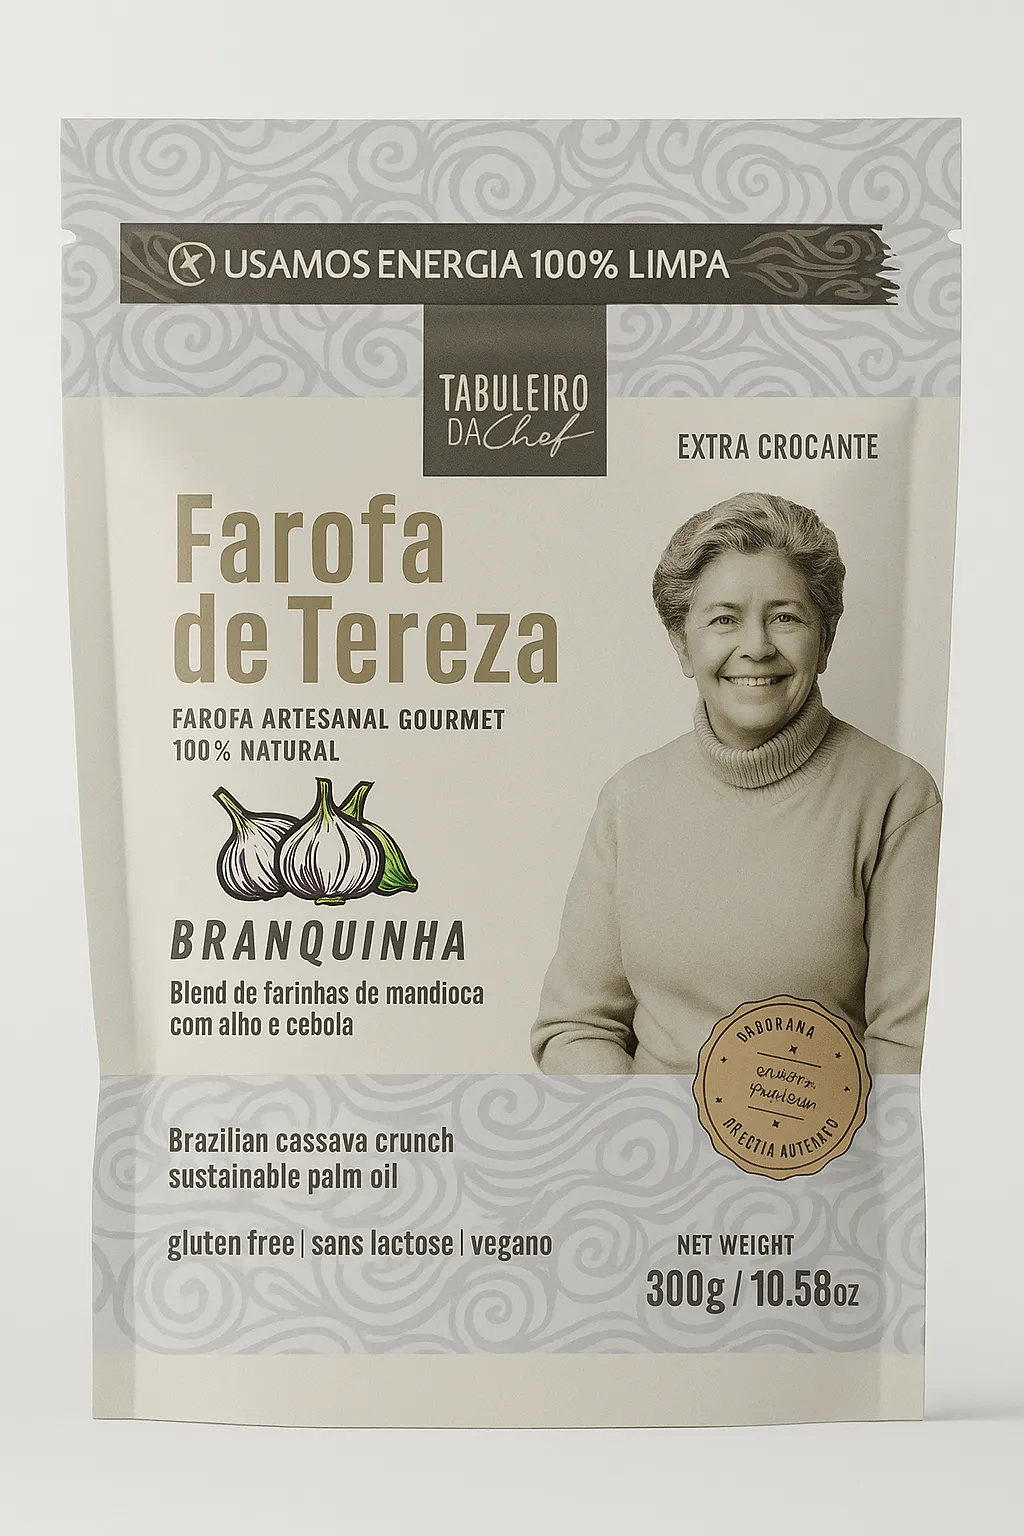 USAMOS ENERGIA 100% LIMPA
TABULEIRO
DA Chef
EXTRA CROCANTE
Farofa
de Tereza
FAROFA ARTESANAL GOURMET
100% NATURAL
BRANQUINHA
Blend de farinhas de mandioca
com alho e cebola
DABORANA
Brazilian cassava crunch
sustainable palm oil
gluten free | sans lactose | vegano
NET WEIGHT
300g / 10.58oz